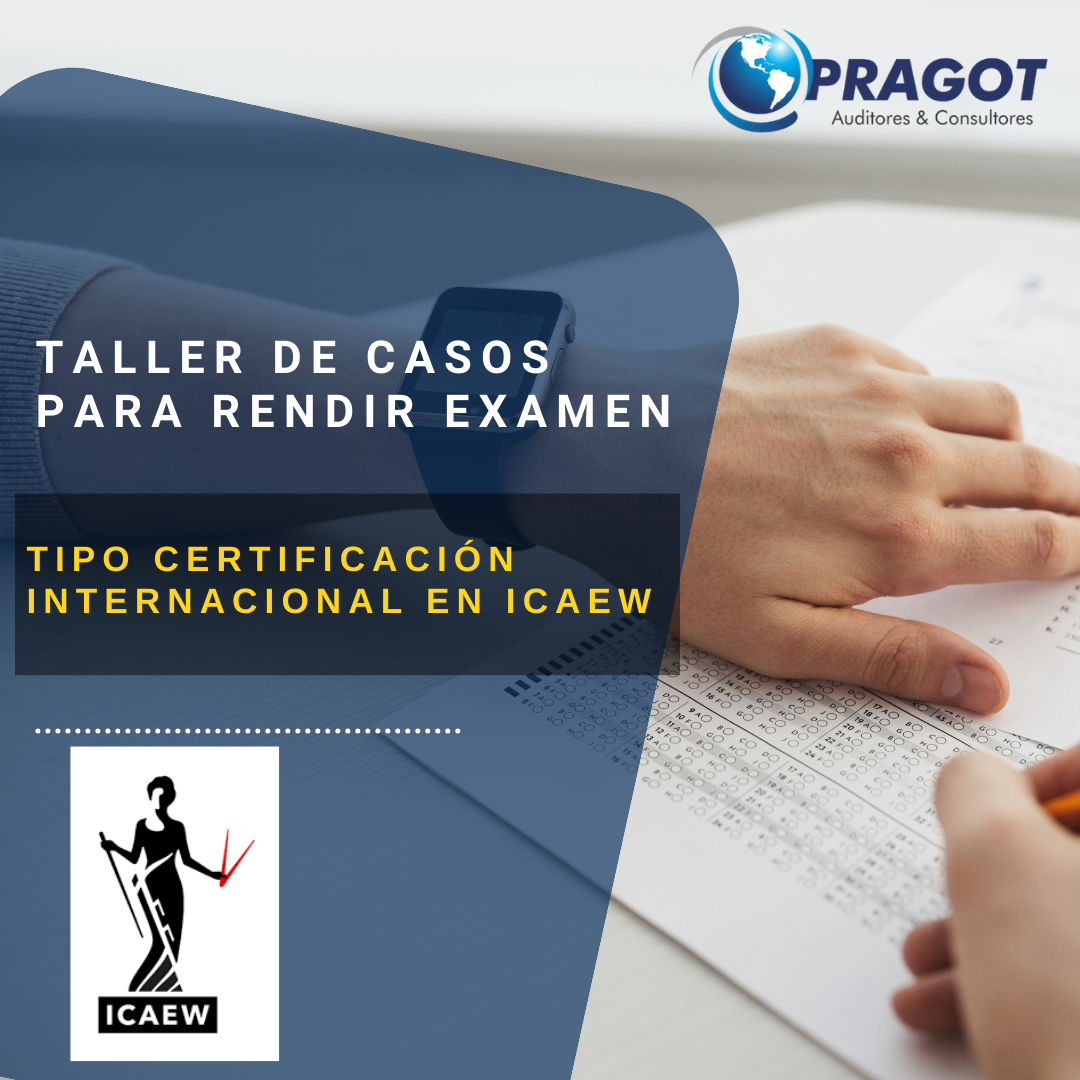 PRAGOT
Auditores & Consultores
TALLER DE CASOS
PARA RENDIR EXAMEN
TIPO CERTIFICACIÓN
INTERNACIONAL EN ICAEW
ICAEW